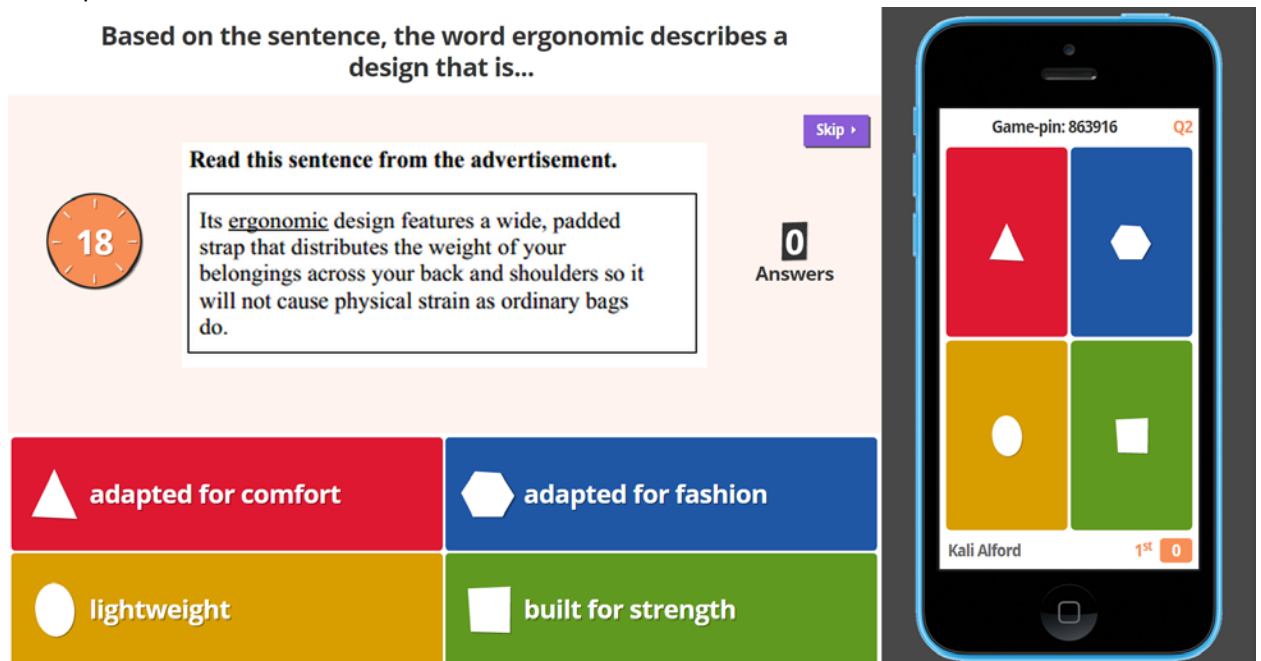 Based on the sentence, the word ergonomic describes a
design that is...
Skip
Read this sentence from the advertisement.
18
Its ergonomic design features a wide, padded
strap that distributes the weight of your
belongings across your back and shoulders so it
will not cause physical strain as ordinary bags
do.
0
Answers
adapted for comfort
adapted for fashion
lightweight
built for strength
Game-pin: 863916 Q2
Kali Alford 1st 0